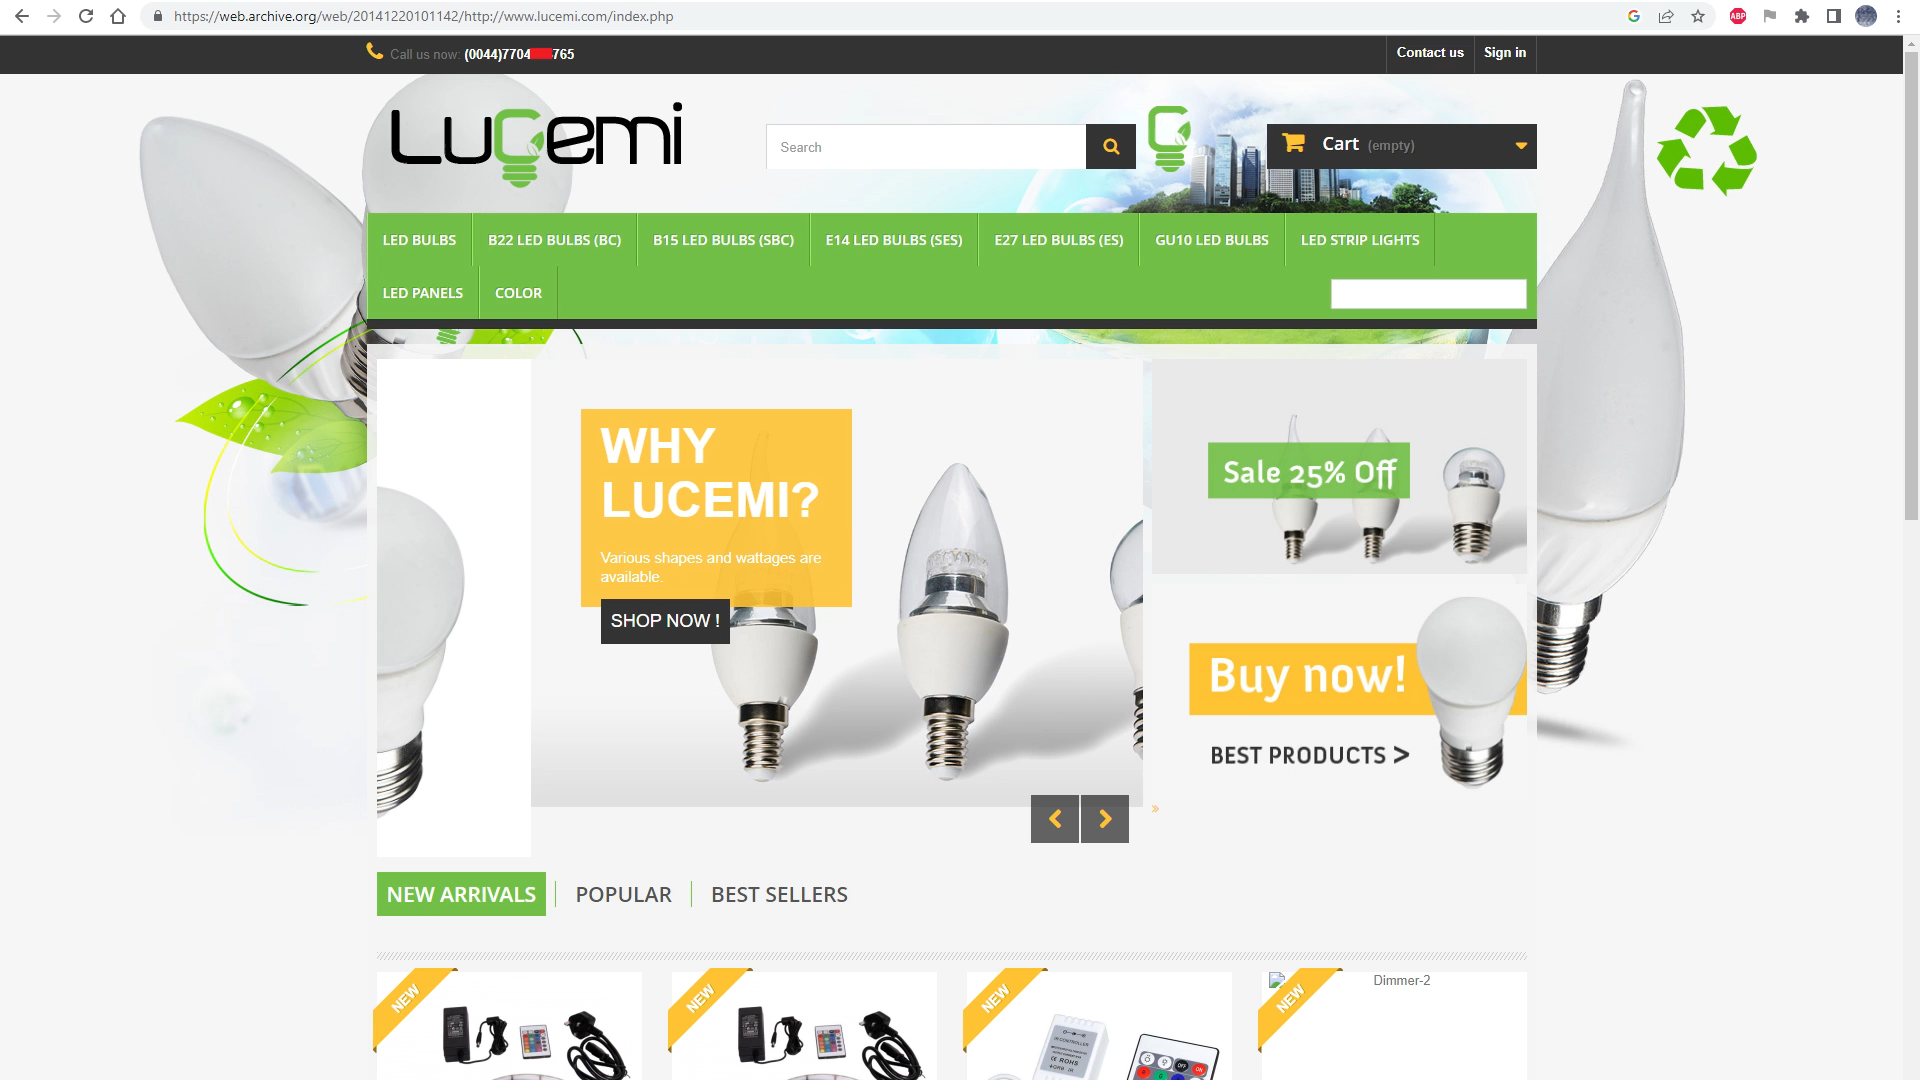 https://web.archive.org/web/20141220101142/http://www.lucemi.com/index.php
ABP
Call us now: (0044)7704 765
Contact us
Sign in
Lucemi
Search
Cart (empty)
LED BULBS
B22 LED BULBS (BC)
B15 LED BULBS (SBC)
E14 LED BULBS (SES)
E27 LED BULBS (ES)
GU10 LED BULBS
LED STRIP LIGHTS
LED PANELS
COLOR
WHY
LUCEMI?
Various shapes and wattages are
available.
SHOP NOW !
Sale 25% Off
Buy now!
BEST PRODUCTS >
»
NEW ARRIVALS
POPULAR
BEST SELLERS
NEW
NEW
NEW
NEW
Dimmer-2
OFF
ON